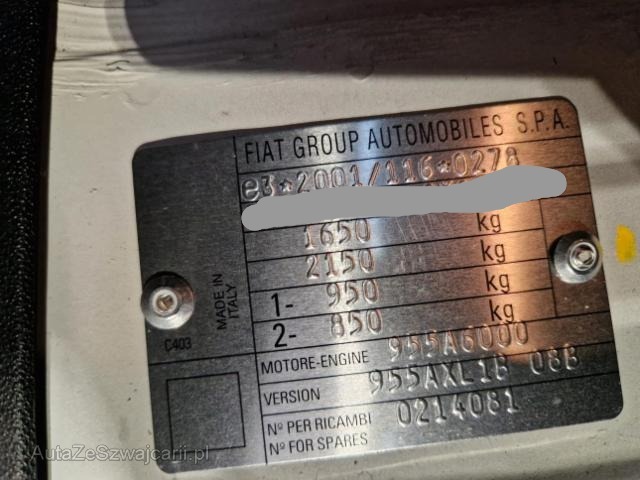 FIAT GROUP AUTOMOBILES S.P.A.
e3*2001/116*0278
1650 kg
2150 kg
1- 950 kg
2- 850 kg
MADE IN ITALY
C403
MOTORE-ENGINE 955A6000
VERSION 955AXL1B 08B
Nº PER RICAMBI
Nº FOR SPARES 0214081
AutaZeSzwajcarii.pl